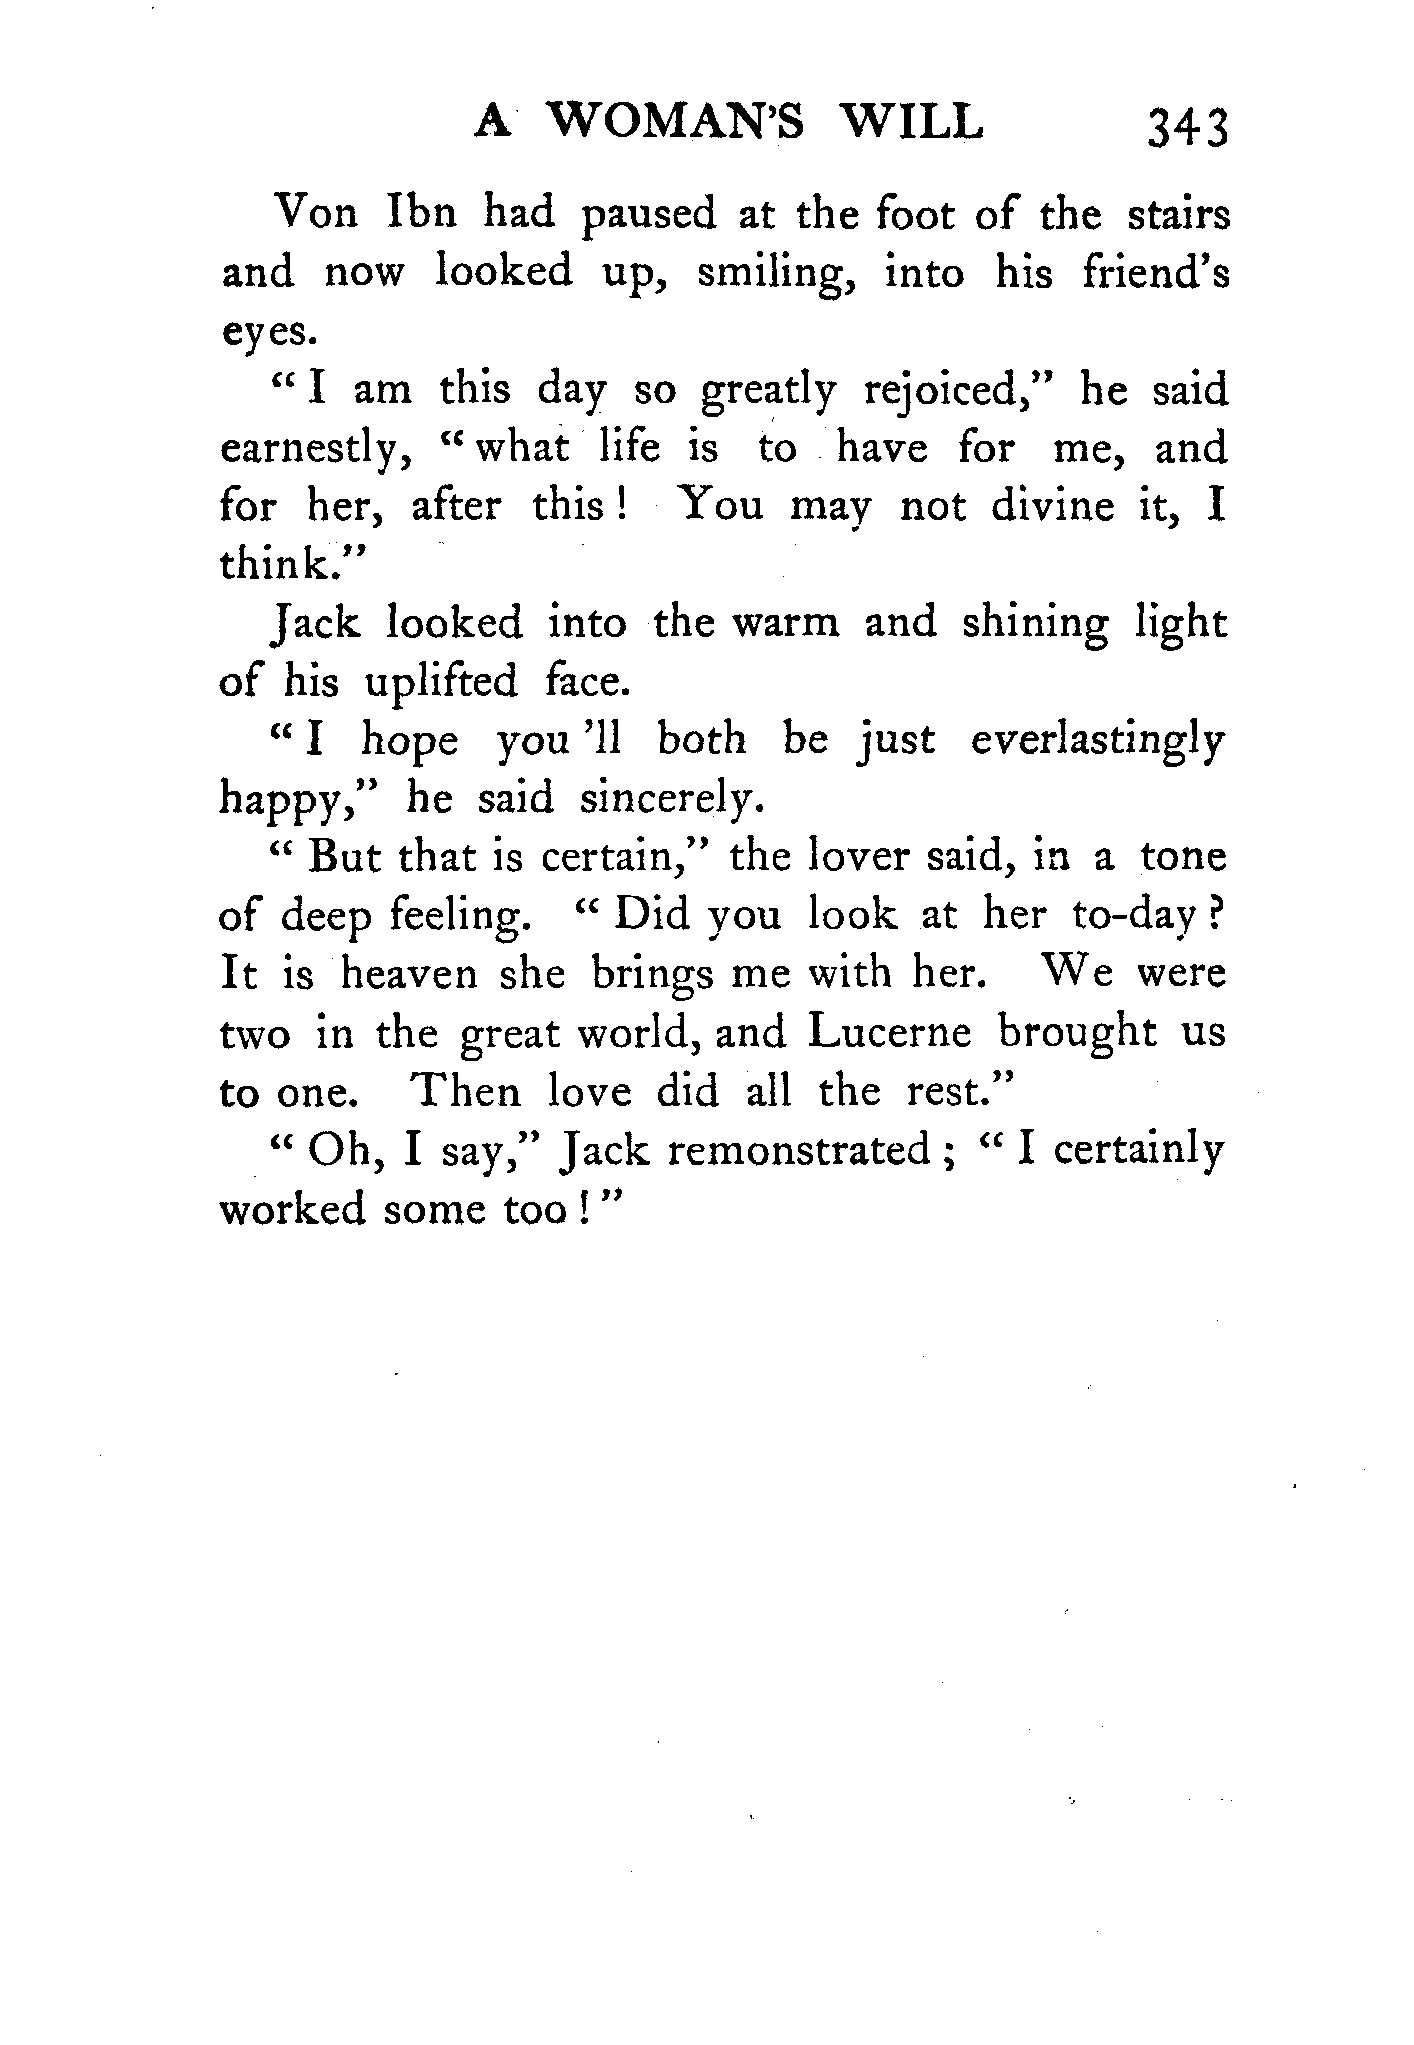 A WOMAN'S WILL 343
Von Ibn had paused at the foot of the stairs
and now looked up, smiling, into his friend's
eyes.
“ I am this day so greatly rejoiced,” he said
earnestly, “ what life is to have for me, and
for her, after this ! You may not divine it, I
think.”
Jack looked into the warm and shining light
of his uplifted face.
“ I hope you 'll both be just everlastingly
happy,” he said sincerely.
“ But that is certain,” the lover said, in a tone
of deep feeling. “ Did you look at her to-day ?
It is heaven she brings me with her. We were
two in the great world, and Lucerne brought us
to one. Then love did all the rest.”
“ Oh, I say,” Jack remonstrated ; “ I certainly
worked some too ! ”